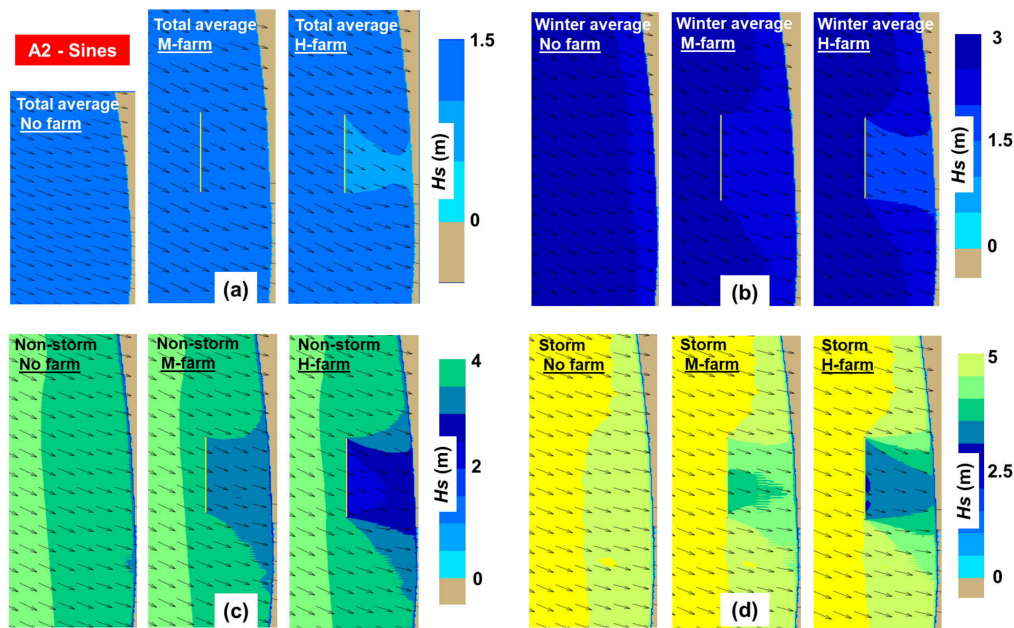 A2 - Sines
Total average
No farm
Total average
M-farm
Total average
H-farm
1.5
Hs (m)
0
(a)
Winter average
No farm
Winter average
M-farm
Winter average
H-farm
3
1.5
Hs (m)
0
(b)
Non-storm
No farm
Non-storm
M-farm
Non-storm
H-farm
4
2
Hs (m)
0
(c)
Storm
No farm
Storm
M-farm
Storm
H-farm
5
2.5
Hs (m)
0
(d)